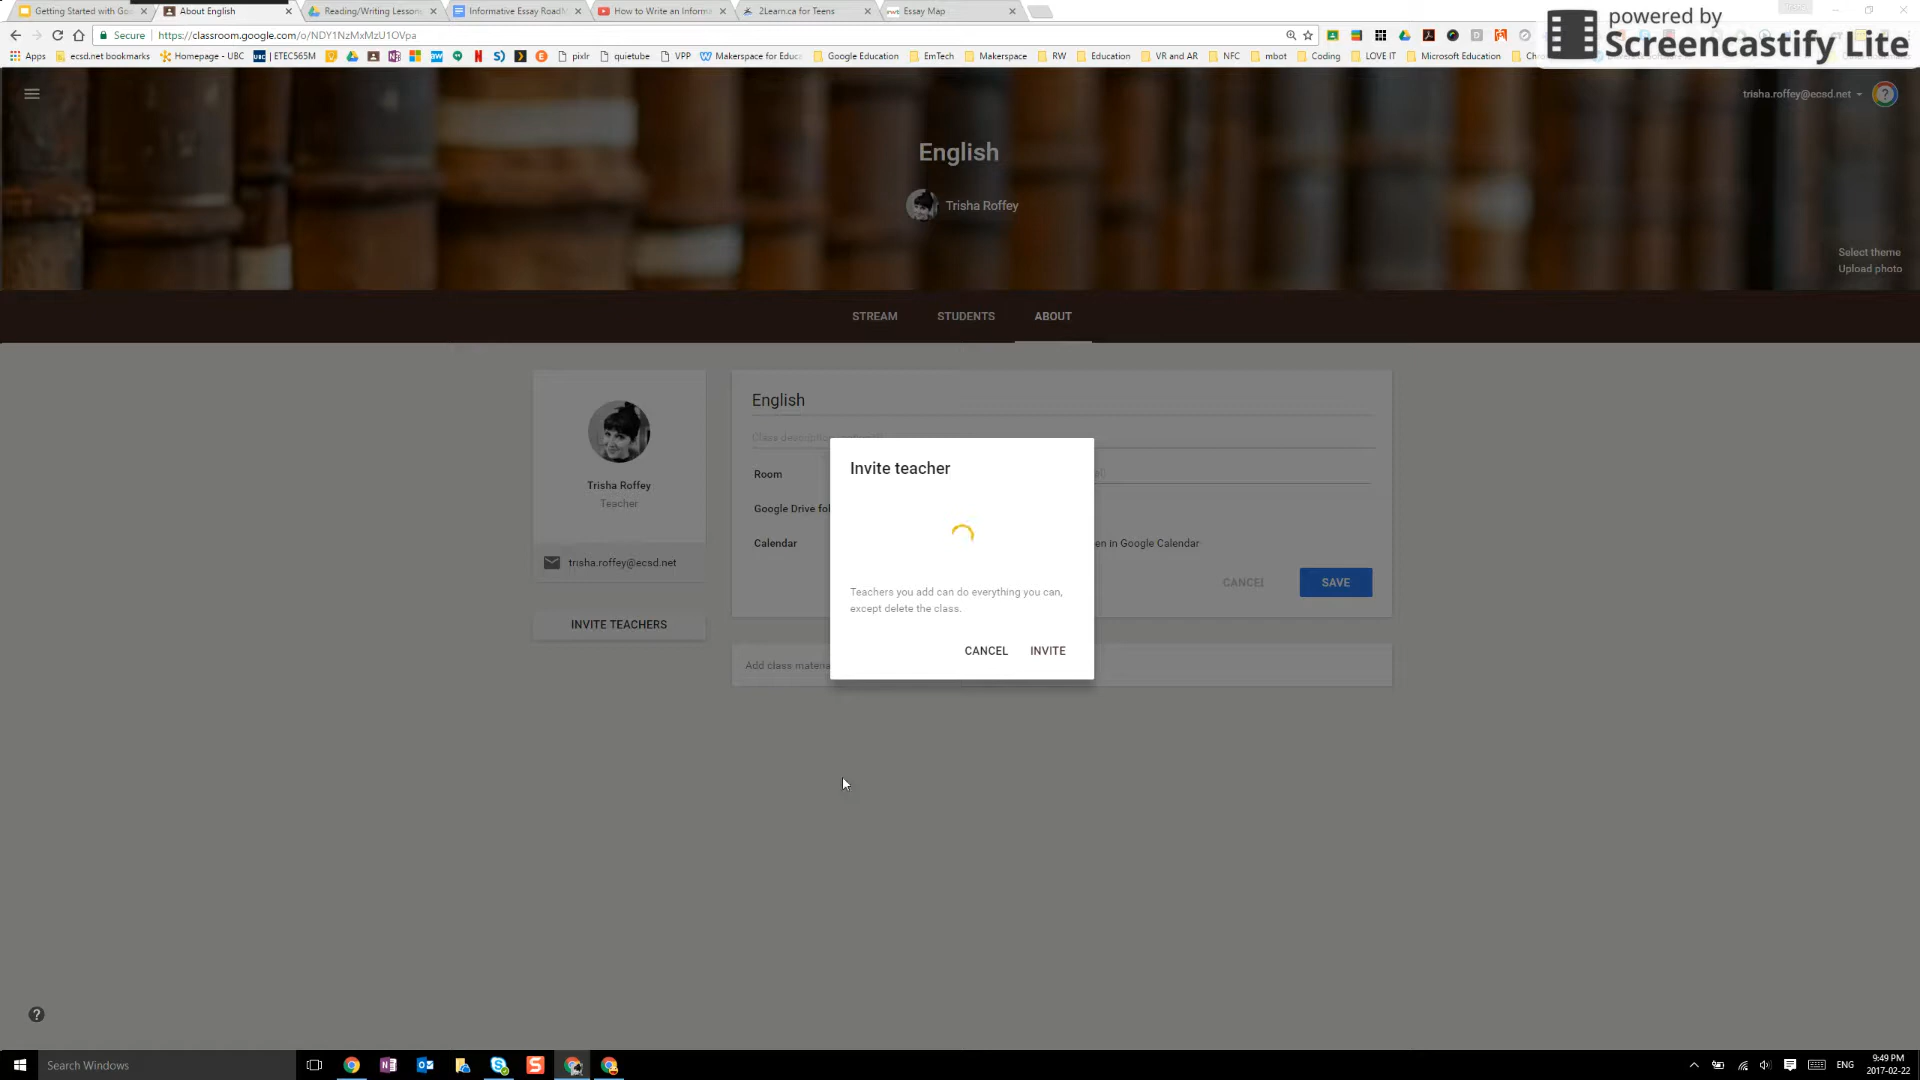 Getting Started with Go
About English
Reading/Writing Lesson
Informative Essay Road
How to Write an Inform
2Learn.ca for Teens
Essay Map
powered by
Screencastify Lite
Secure
https://classroom.google.com/o/NDY1NzMxMzU1OVpa
Apps
ecsd.net bookmarks
Homepage - UBC
UBC | ETEC565M
pixlr
quietube
VPP
Makerspace for Educa
Google Education
EmTech
Makerspace
RW
Education
VR and AR
NFC
mbot
Coding
LOVE IT
Microsoft Education
trisha.roffey@ecsd.net
English
Trisha Roffey
Select theme
Upload photo
STREAM
STUDENTS
ABOUT
English
Class description
Trisha Roffey
Teacher
trisha.roffey@ecsd.net
INVITE TEACHERS
Room
Google Drive fol
Calendar
en in Google Calendar
CANCEL
SAVE
Add class materia
Invite teacher
Teachers you add can do everything you can,
except delete the class.
CANCEL
INVITE
Search Windows
ENG
9:49 PM
2017-02-22